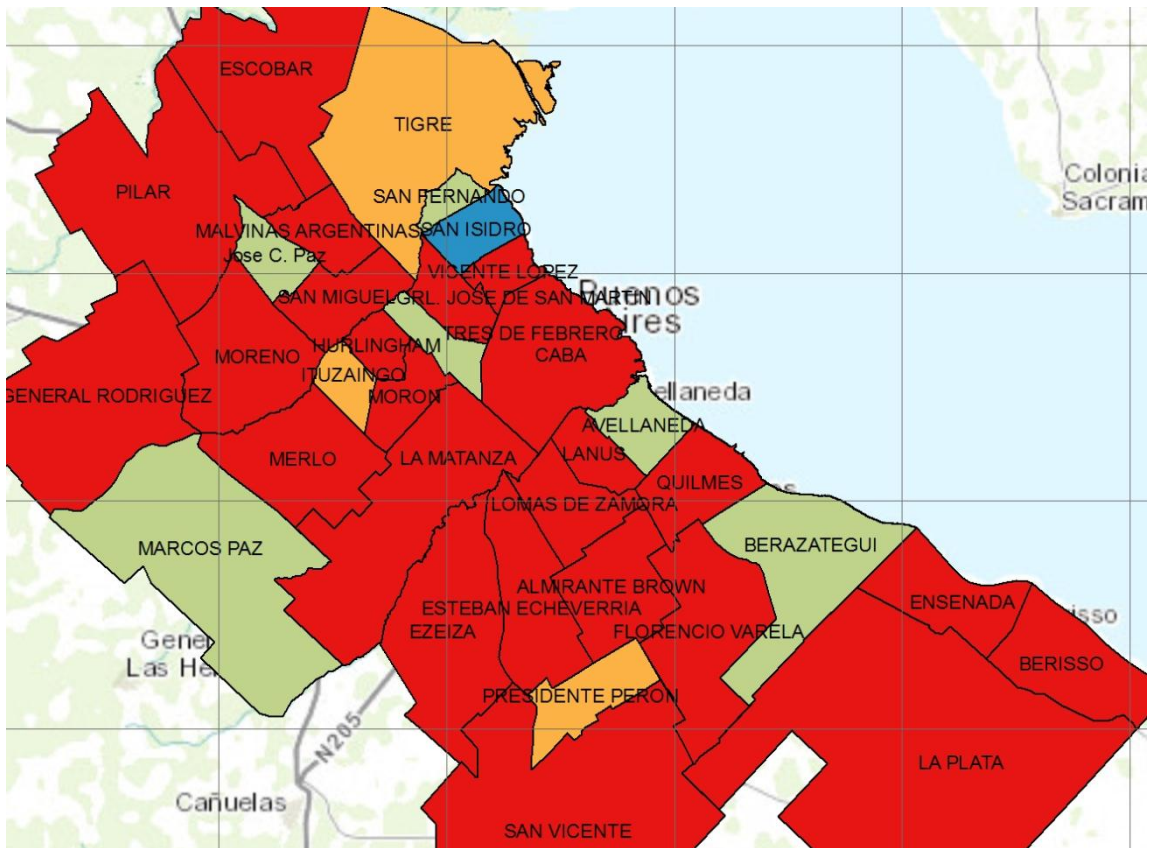 ESCOBAR
TIGRE
Colonia
Sacram
PILAR
SAN FERNANDO
MALVINAS ARGENTINAS
SAN ISIDRO
Jose C. Paz
VICENTE LOPEZ
SAN MIGUEL
GRL. JOSE DE SAN MARTIN
Buenos
Aires
TRES DE FEBRERO
HURLINGHAM
MORENO
CABA
ITUZAINGO
MORON
GENERAL RODRIGUEZ
ellaneda
AVELLANEDA
MERLO
LA MATANZA
LANUS
QUILMES
LOMAS DE ZAMORA
MARCOS PAZ
BERAZATEGUI
ALMIRANTE BROWN
ESTEBAN ECHEVERRIA
ENSENADA
isso
EZEIZA
FLORENCIO VARELA
Gener
Las He
BERISSO
PRESIDENTE PERON
N205
LA PLATA
Cañuelas
SAN VICENTE